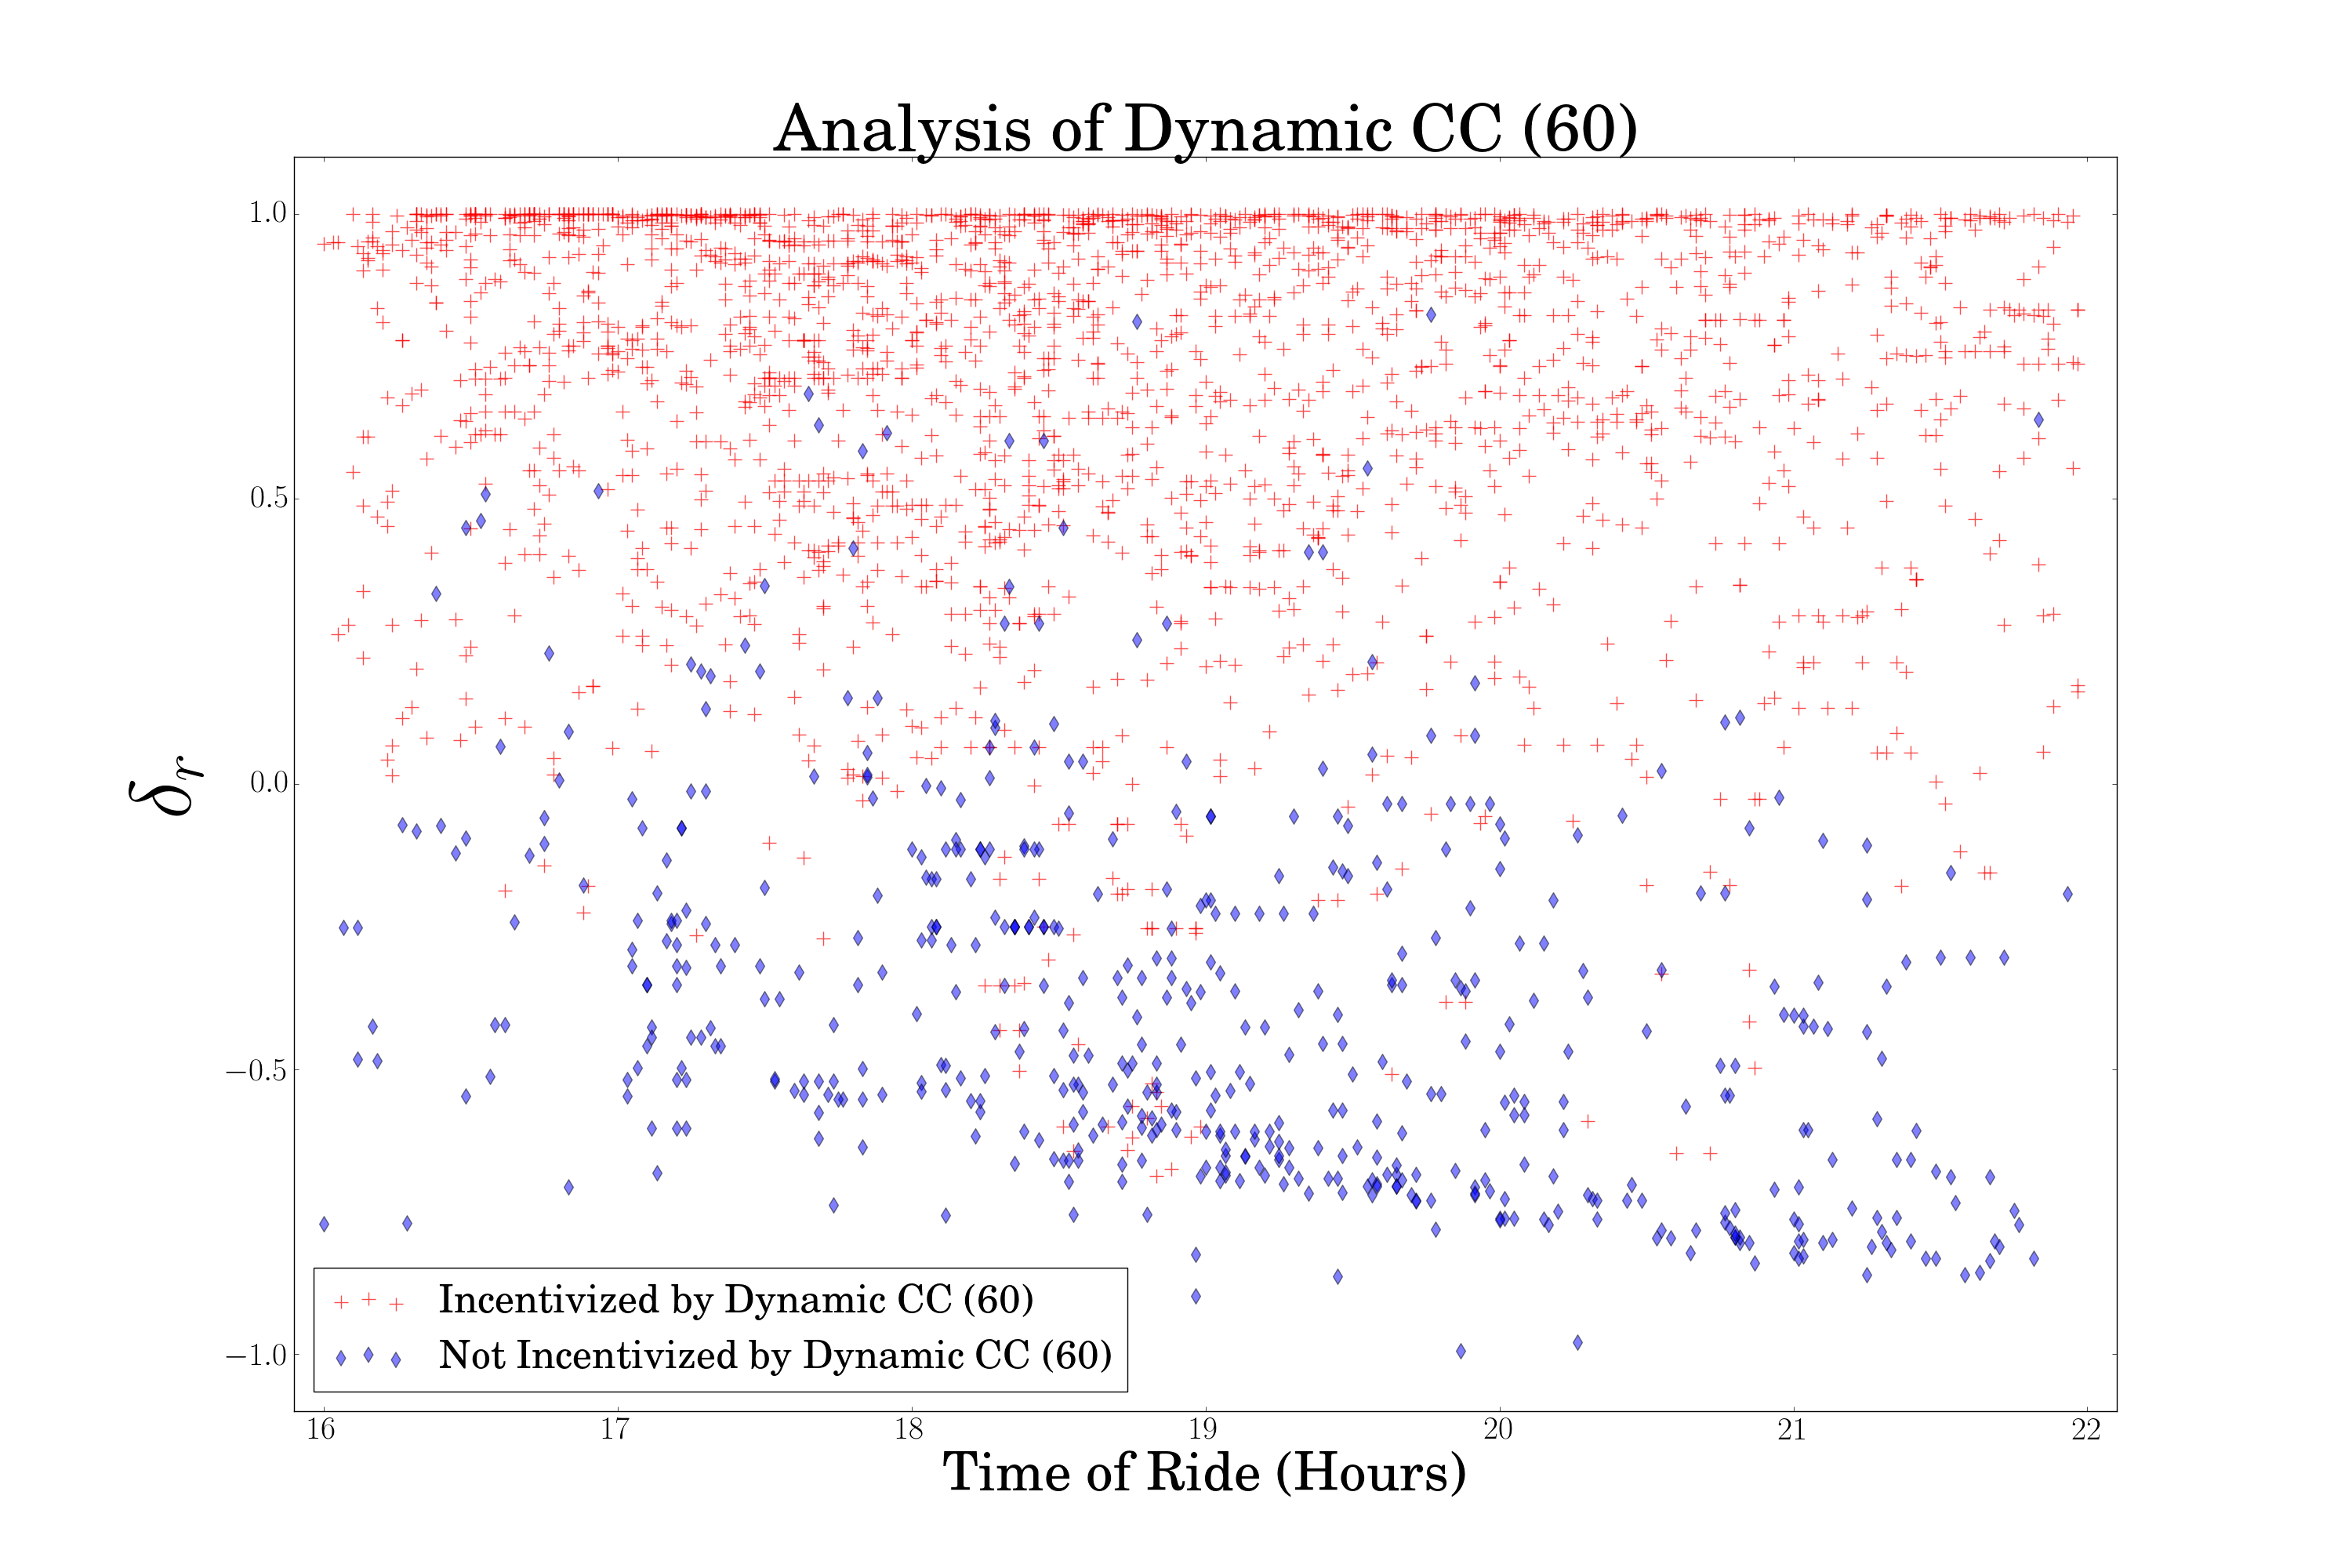 Analysis of Dynamic CC (60)
1.0
0.5
0.0
−0.5
−1.0
δr
Incentivized by Dynamic CC (60)
Not Incentivized by Dynamic CC (60)
16 17 18 19 20 21 22
Time of Ride (Hours)